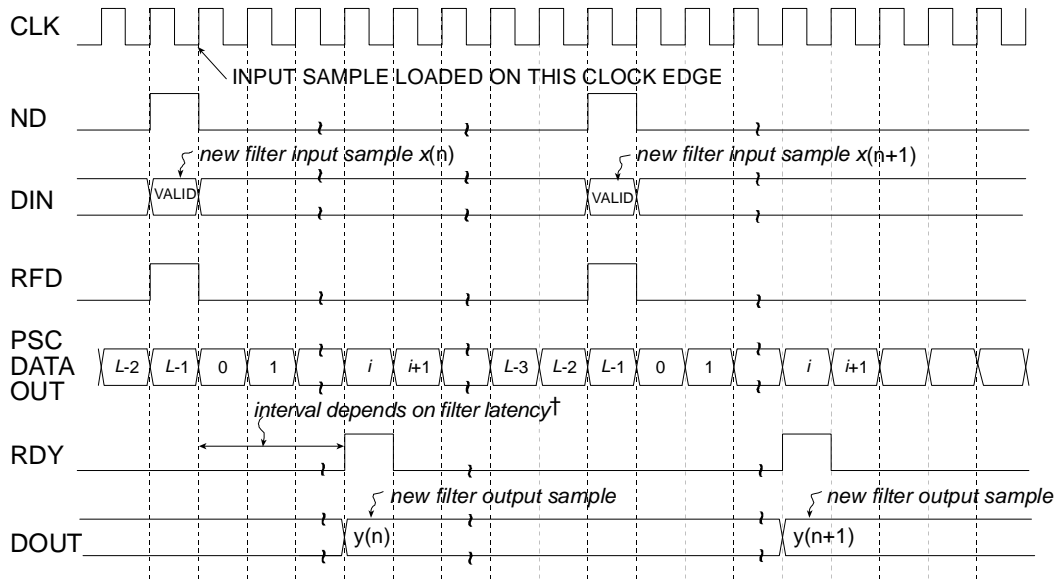 CLK
INPUT SAMPLE LOADED ON THIS CLOCK EDGE
ND
new filter input sample x(n)
new filter input sample x(n+1)
DIN
VALID
VALID
RFD
PSC
DATA
OUT
L-2 L-1 0 1 i i+1 L-3 L-2 L-1 0 1 i i+1
interval depends on filter latency†
RDY
new filter output sample
new filter output sample
DOUT
y(n)
y(n+1)